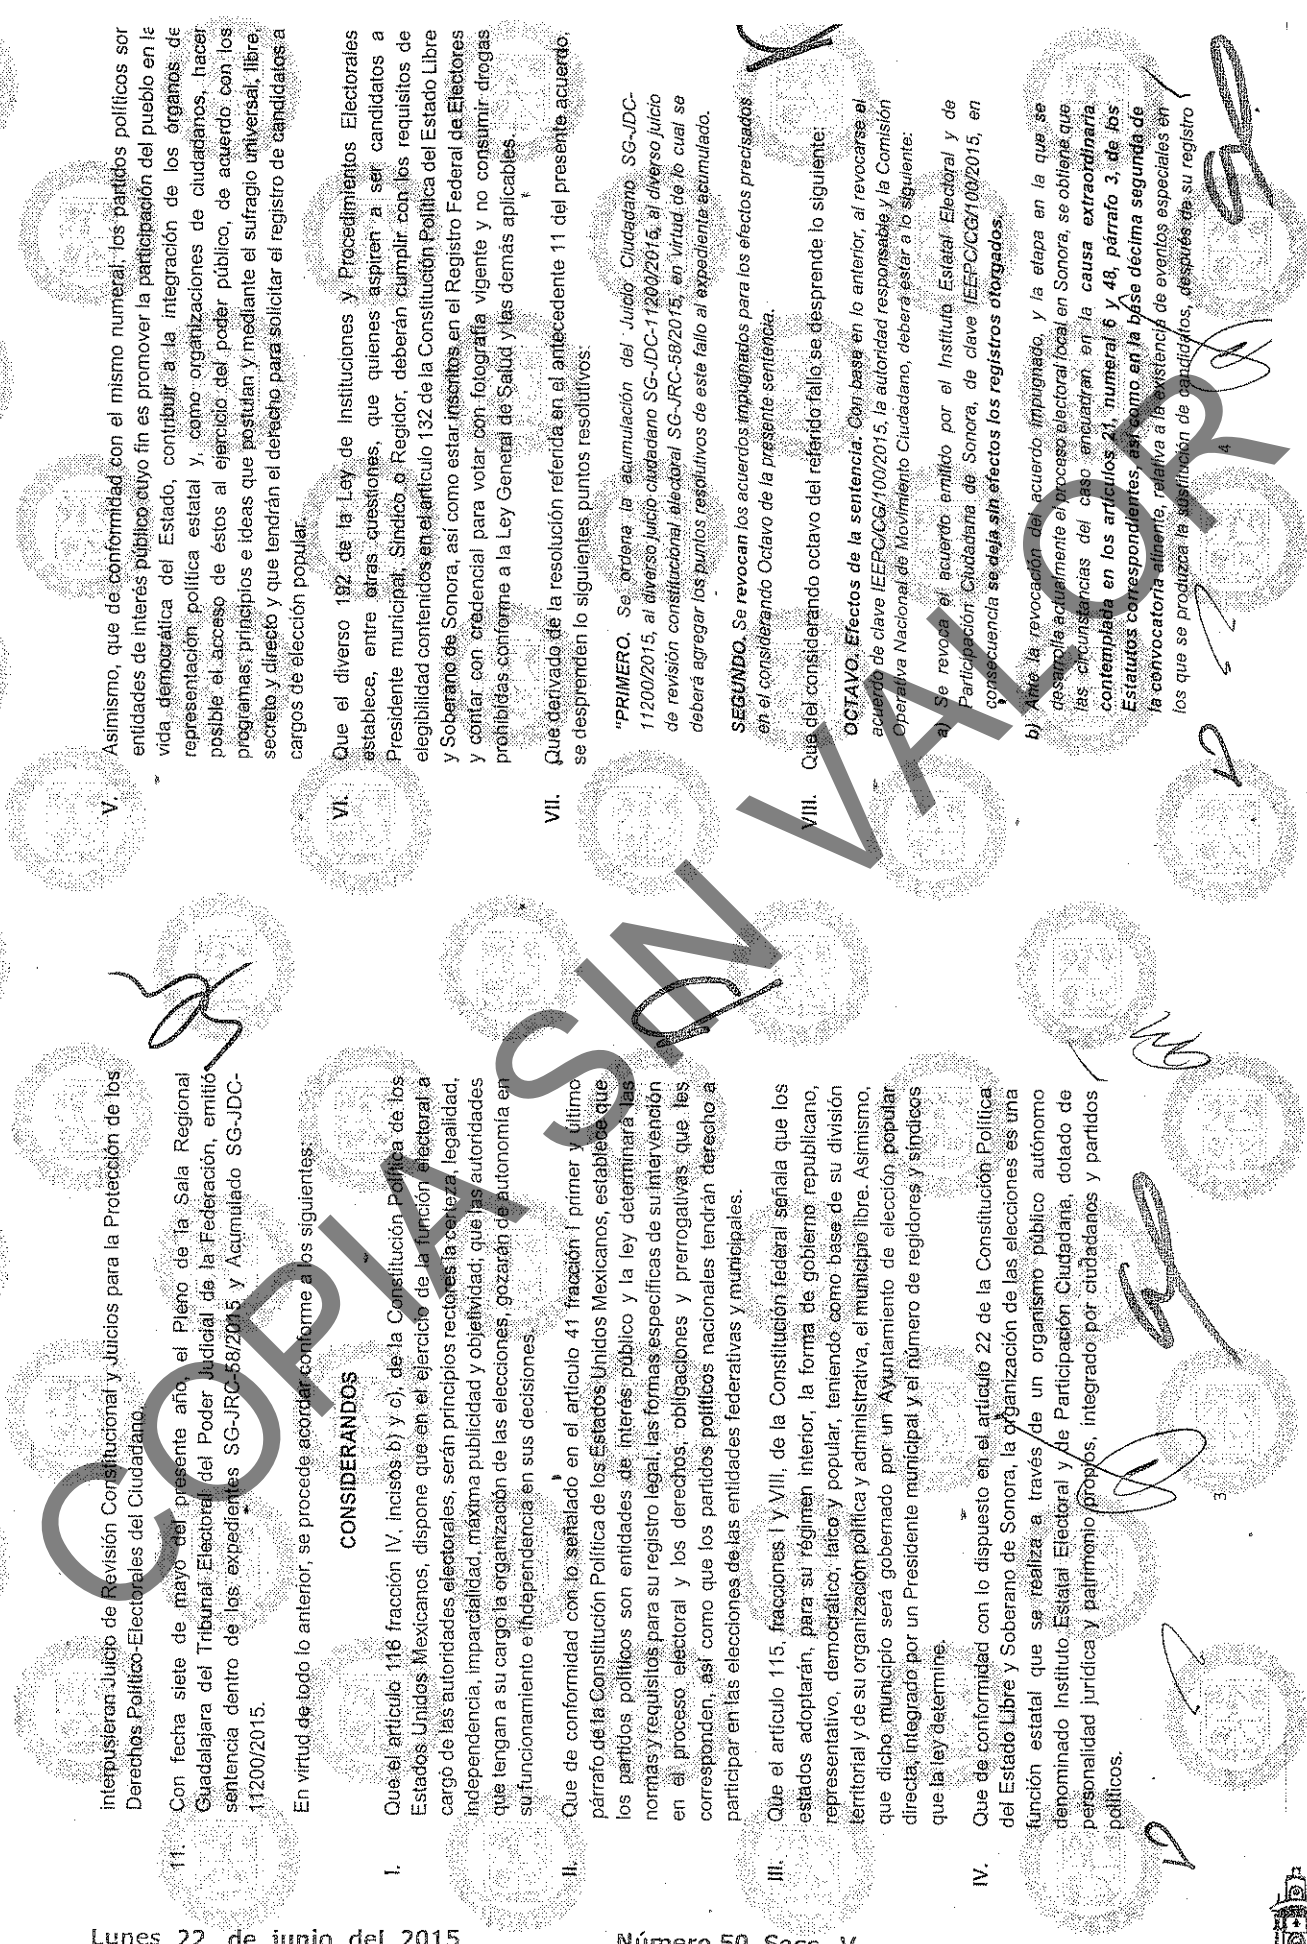 interpusieron Juicio de Revisión Constitucional y Juicios para la Protección de los
Derechos Político-Electorales del Ciudadano.
11. Con fecha siete de mayo del presente año, el Pleno de la Sala Regional
Guadalajara del Tribunal Electoral del Poder Judicial de la Federación, emitió
sentencia dentro de los expedientes SG-JRC-58/2015 y Acumulado SG-JDC-
11200/2015.
En virtud de todo lo anterior, se procede acordar conforme a los siguientes:
CONSIDERANDOS
I. Que el artículo 116 fracción IV, incisos b) y c), de la Constitución Política de los
Estados Unidos Mexicanos, dispone que en el ejercicio de la función electoral a
cargo de las autoridades electorales, serán principios rectores la certeza, legalidad,
independencia, imparcialidad, máxima publicidad y objetividad; que las autoridades
que tengan a su cargo la organización de las elecciones gozarán de autonomía en
su funcionamiento e independencia en sus decisiones.
II. Que de conformidad con lo señalado en el artículo 41 fracción I primer y ultimo
párrafo de la Constitución Política de los Estados Unidos Mexicanos, establece que
los partidos políticos son entidades de interés público y la ley determinará las
normas y requisitos para su registro legal, las formas específicas de su intervención
en el proceso electoral y los derechos, obligaciones y prerrogativas que les
corresponden, así como que los partidos políticos nacionales tendrán derecho a
participar en las elecciones de las entidades federativas y municipales.
III. Que el artículo 115, fracciones I y VIII, de la Constitución federal señala que los
estados adoptarán, para su régimen interior, la forma de gobierno republicano,
representativo, democrático, laico y popular, teniendo como base de su división
territorial y de su organización política y administrativa, el municipio libre. Asimismo,
que dicho municipio será gobernado por un Ayuntamiento de elección popular
directa, integrado por un Presidente municipal y el número de regidores y síndicos
que la ley determine.
IV. Que de conformidad con lo dispuesto en el artículo 22 de la Constitución Política
del Estado Libre y Soberano de Sonora, la organización de las elecciones es una
función estatal que se realiza a través de un organismo público autónomo
denominado Instituto Estatal Electoral y de Participación Ciudadana, dotado de
personalidad jurídica y patrimonio propios, integrado por ciudadanos y partidos
políticos.
3
V. Asimismo, que de conformidad con el mismo numeral, los partidos políticos son
entidades de interés público cuyo fin es promover la participación del pueblo en la
vida democrática del Estado, contribuir a la integración de los órganos de
representación política estatal y, como organizaciones de ciudadanos, hacer
posible el acceso de éstos al ejercicio del poder público, de acuerdo con los
programas, principios e ideas que postulan y mediante el sufragio universal, libre,
secreto y directo y que tendrán el derecho para solicitar el registro de candidatos a
cargos de elección popular.
VI. Que el diverso 192 de la Ley de Instituciones y Procedimientos Electorales
establece, entre otras cuestiones, que quienes aspiren a ser candidatos a
Presidente municipal, Síndico o Regidor, deberán cumplir con los requisitos de
elegibilidad contenidos en el artículo 132 de la Constitución Política del Estado Libre
y Soberano de Sonora, así como estar inscritos en el Registro Federal de Electores
y contar con credencial para votar con fotografía vigente y no consumir drogas
prohibidas conforme a la Ley General de Salud y las demás aplicables.
VII. Que derivado de la resolución referida en el antecedente 11 del presente acuerdo,
se desprenden lo siguientes puntos resolutivos:
"PRIMERO. Se ordena la acumulación del Juicio Ciudadano SG-JDC-
11200/2015, al diverso juicio ciudadano SG-JDC-11200/2015, al diverso juicio
de revisión constitucional electoral SG-JRC-58/2015; en virtud de lo cual se
deberá agregar los puntos resolutivos de este fallo al expediente acumulado.
SEGUNDO. Se revocan los acuerdos impugnados para los efectos precisados
en el considerando Octavo de la presente sentencia.
VIII. Que del considerando octavo del referido fallo se desprende lo siguiente:
OCTAVO. Efectos de la sentencia. Con base en lo anterior, al revocarse el
acuerdo de clave IEEPC/CG/100/2015, la autoridad responsable y la Comisión
Operativa Nacional de Movimiento Ciudadano, deberá estar a lo siguiente:
a) Se revoca el acuerdo emitido por el Instituto Estatal Electoral y de
Participación Ciudadana de Sonora, de clave IEEPC/CG/100/2015, en
consecuencia se deja sin efectos los registros otorgados.
b) Ante la revocación del acuerdo impugnado, y la etapa en la que se
desarrolla actualmente el proceso electoral local en Sonora, se obtiene que
las circunstancias del caso encuadran en la causa extraordinaria
contemplada en los artículos 21, numeral 6 y 48, párrafo 3, de los
Estatutos correspondientes, así como en la base décima segunda de
la convocatoria atinente, relativa a la existencia de eventos especiales en
los que se produzca la sustitución de candidatos, después de su registro
4
COPIA SIN VALOR
Lunes 22 de junio del 2015
Número 50 Secc. V